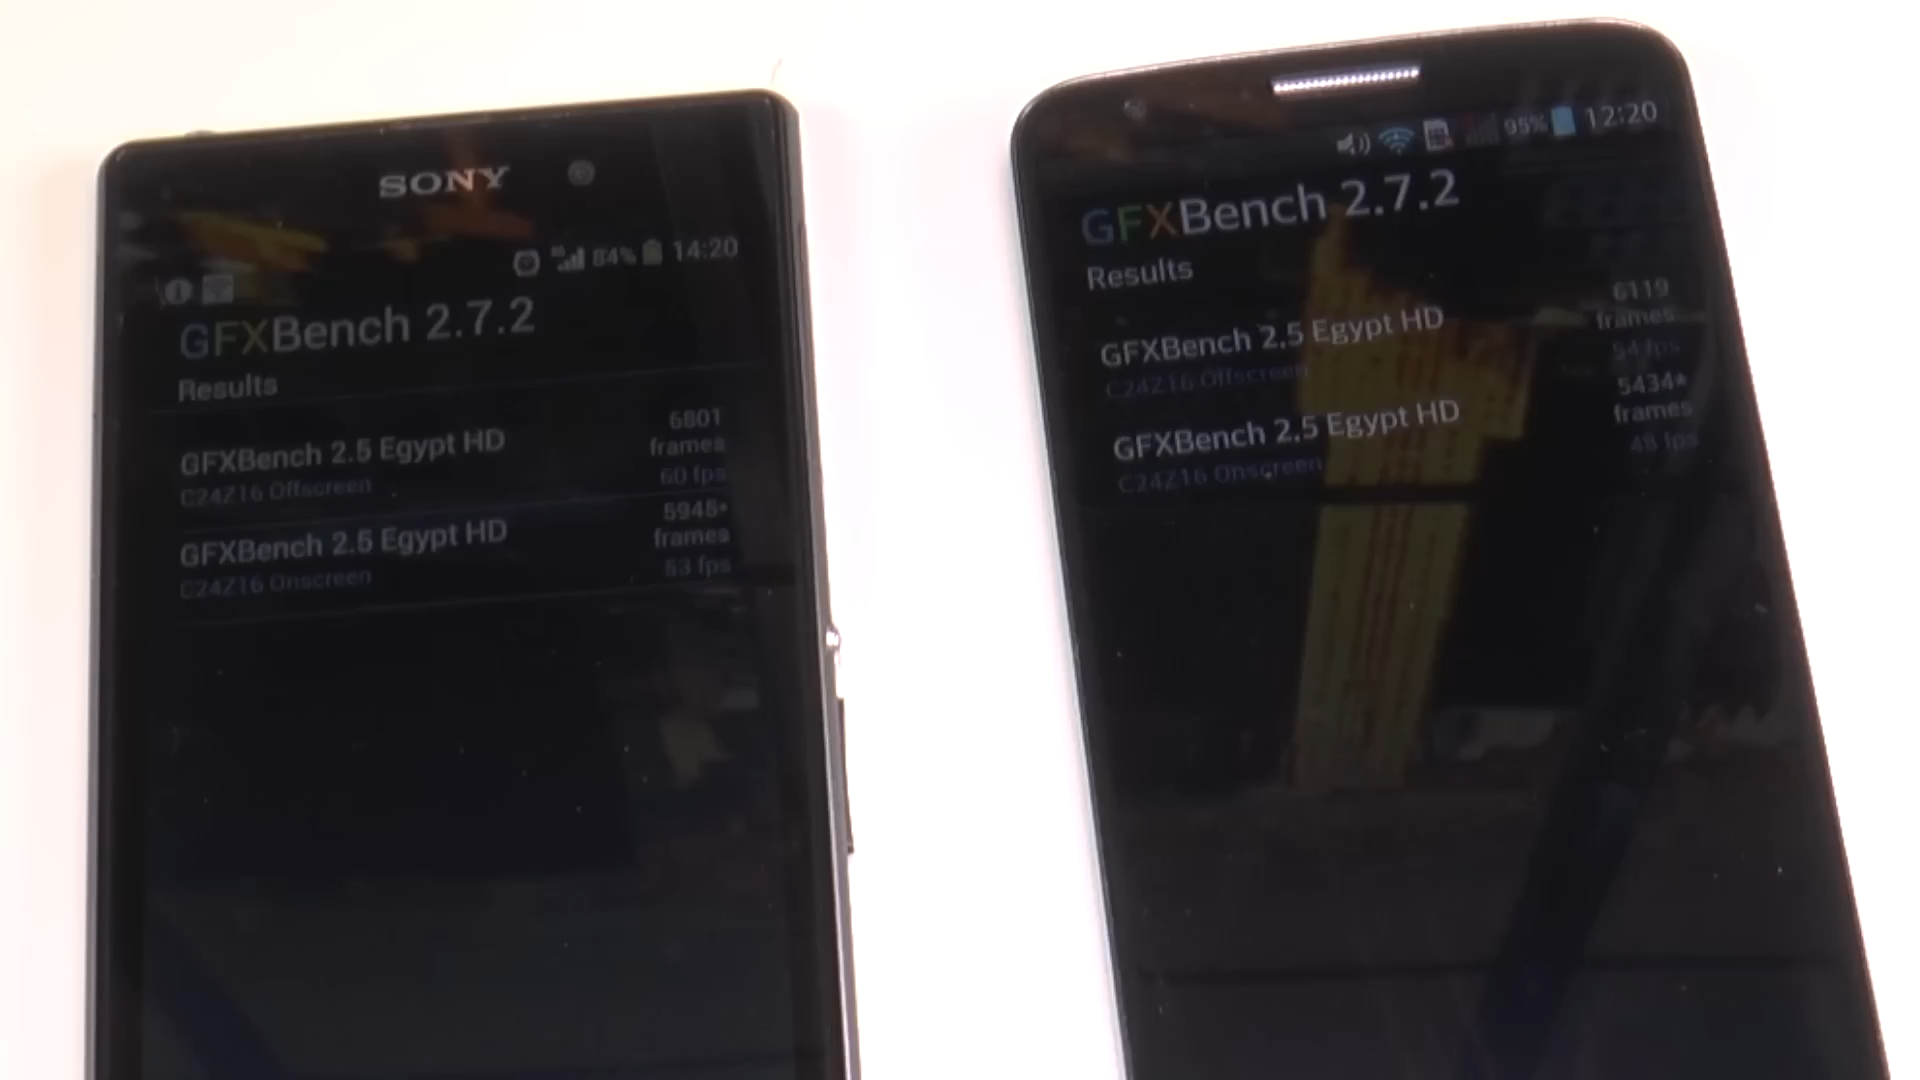 SONY
84% 14:20
GFXBench 2.7.2
Results
GFXBench 2.5 Egypt HD
6801
frames
C24Z16 Offscreen
60 fps
GFXBench 2.5 Egypt HD
5945*
frames
C24Z16 Onscreen
53 fps
95% 12:20
GFXBench 2.7.2
Results
GFXBench 2.5 Egypt HD
6119
frames
C24Z16 Offscreen
54 fps
GFXBench 2.5 Egypt HD
5434*
frames
C24Z16 Onscreen
48 fps